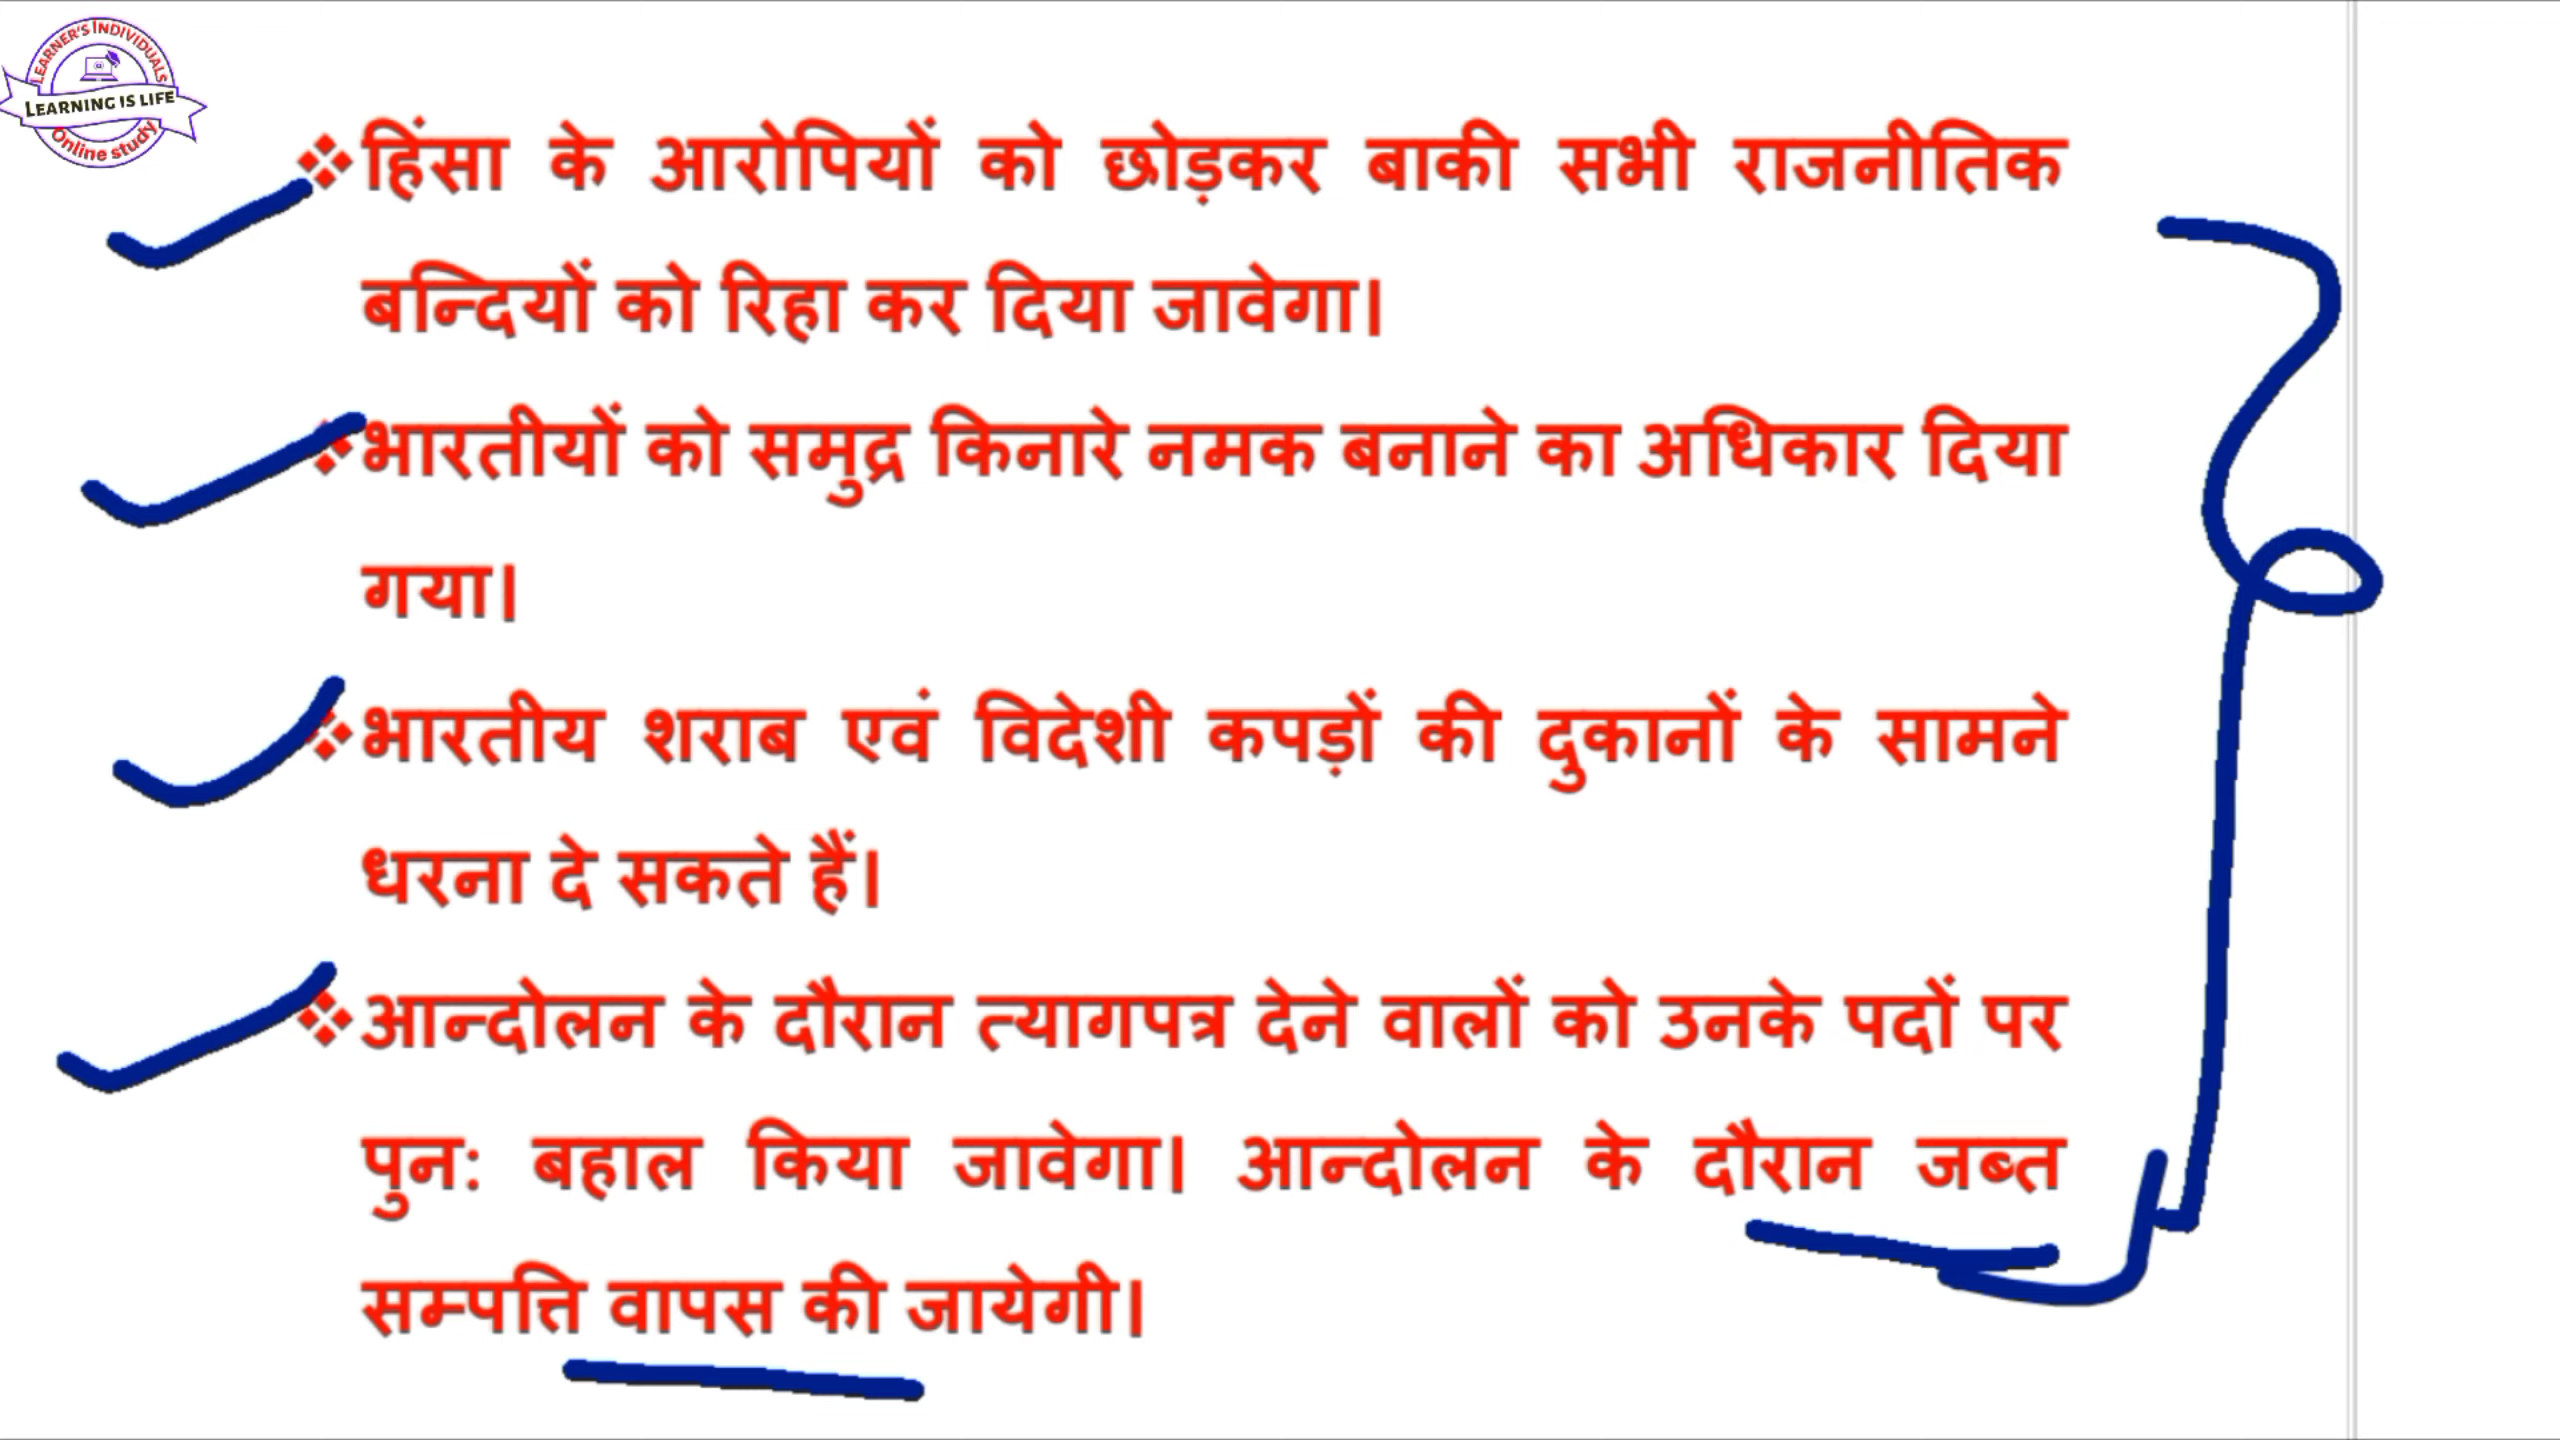 LEARNER'S INDIVIDUALS
LEARNING IS LIFE
Online study
❖हिंसा के आरोपियों को छोड़कर बाकी सभी राजनीतिक
बन्दियों को रिहा कर दिया जावेगा।
❖भारतीयों को समुद्र किनारे नमक बनाने का अधिकार दिया
गया।
❖भारतीय शराब एवं विदेशी कपड़ों की दुकानों के सामने
धरना दे सकते हैं।
❖आन्दोलन के दौरान त्यागपत्र देने वालों को उनके पदों पर
पुन: बहाल किया जावेगा। आन्दोलन के दौरान जब्त
सम्पत्ति वापस की जायेगी।